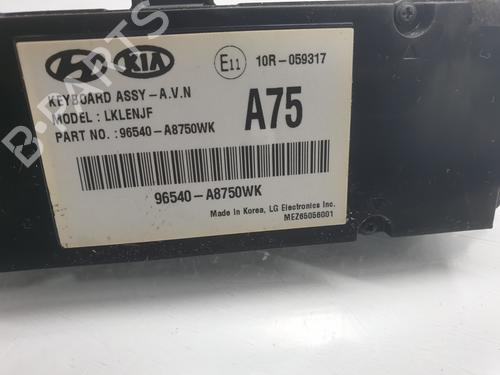 KIA
E11
10R-059317
KEYBOARD ASSY-A.V.N
MODEL : LKLENJF
PART NO. : 96540-A8750WK
A75
96540-A8750WK
Made In Korea, LG Electronics Inc.
MEZ65056001